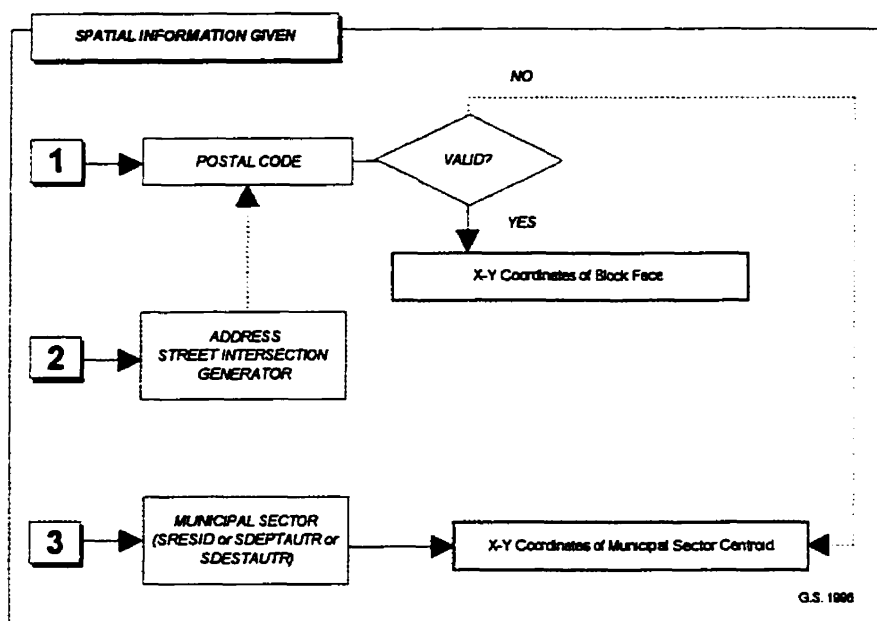 SPATIAL INFORMATION GIVEN
NO
1
POSTAL CODE
VALID?
YES
X-Y Coordinates of Block Face
2
ADDRESS
STREET INTERSECTION
GENERATOR
3
MUNICIPAL SECTOR
(SRESID or SDEPTAUTR or
SDESTAUTR)
X-Y Coordinates of Municipal Sector Centroid
G.S. 1996